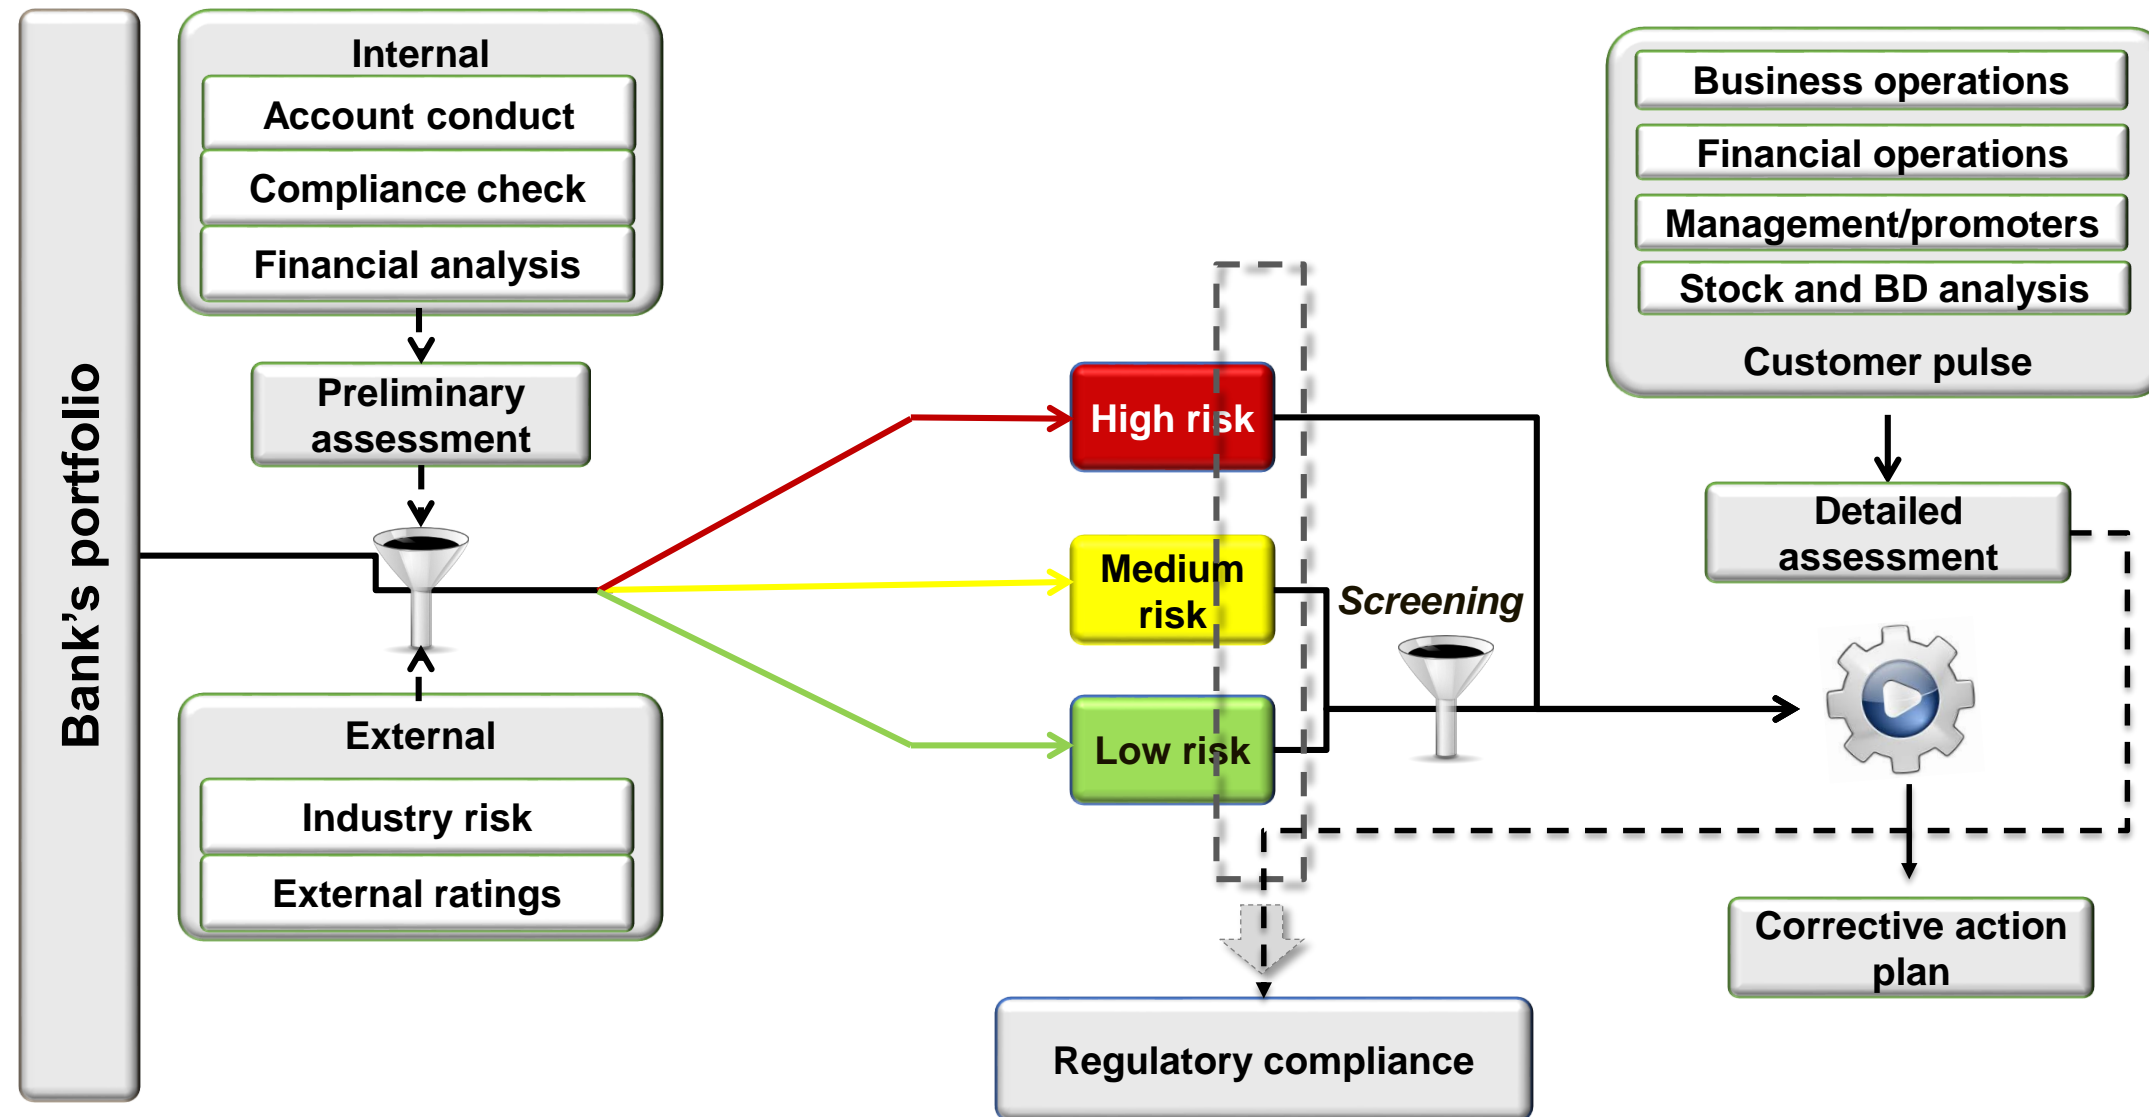 Bank's portfolio
Internal
Account conduct
Compliance check
Financial analysis
Preliminary
assessment
External
Industry risk
External ratings
High risk
Medium
risk
Low risk
Screening
Regulatory compliance
Business operations
Financial operations
Management/promoters
Stock and BD analysis
Customer pulse
Detailed
assessment
Corrective action
plan